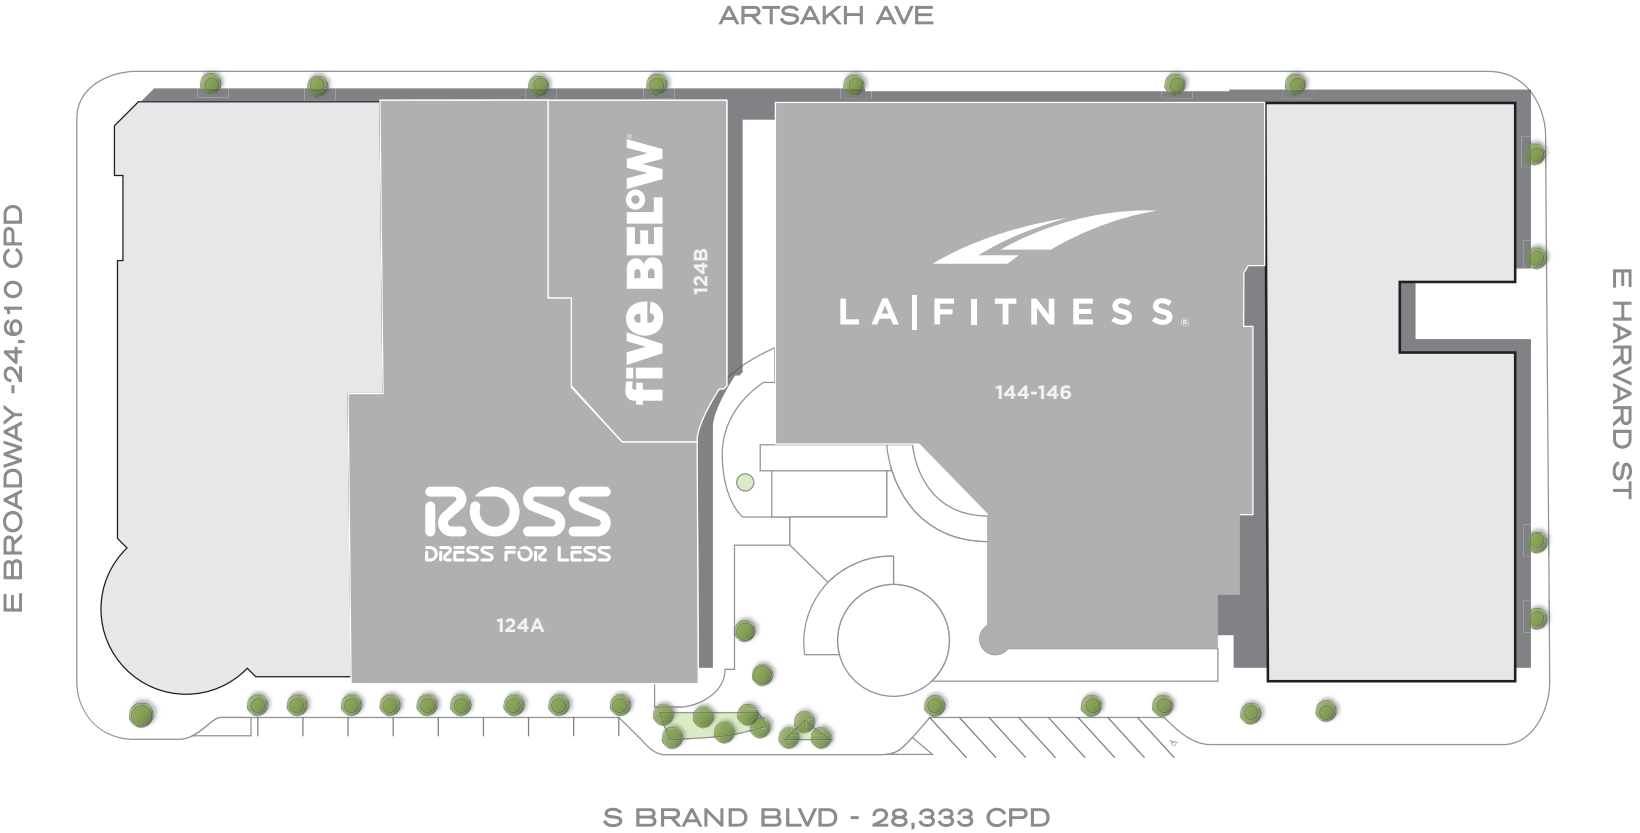 ARTSAKH AVE
E BROADWAY -24,610 CPD
five BELoW
124B
LA|FITNESS®
144-146
ROSS
DRESS FOR LESS
124A
E HARVARD ST
S BRAND BLVD - 28,333 CPD